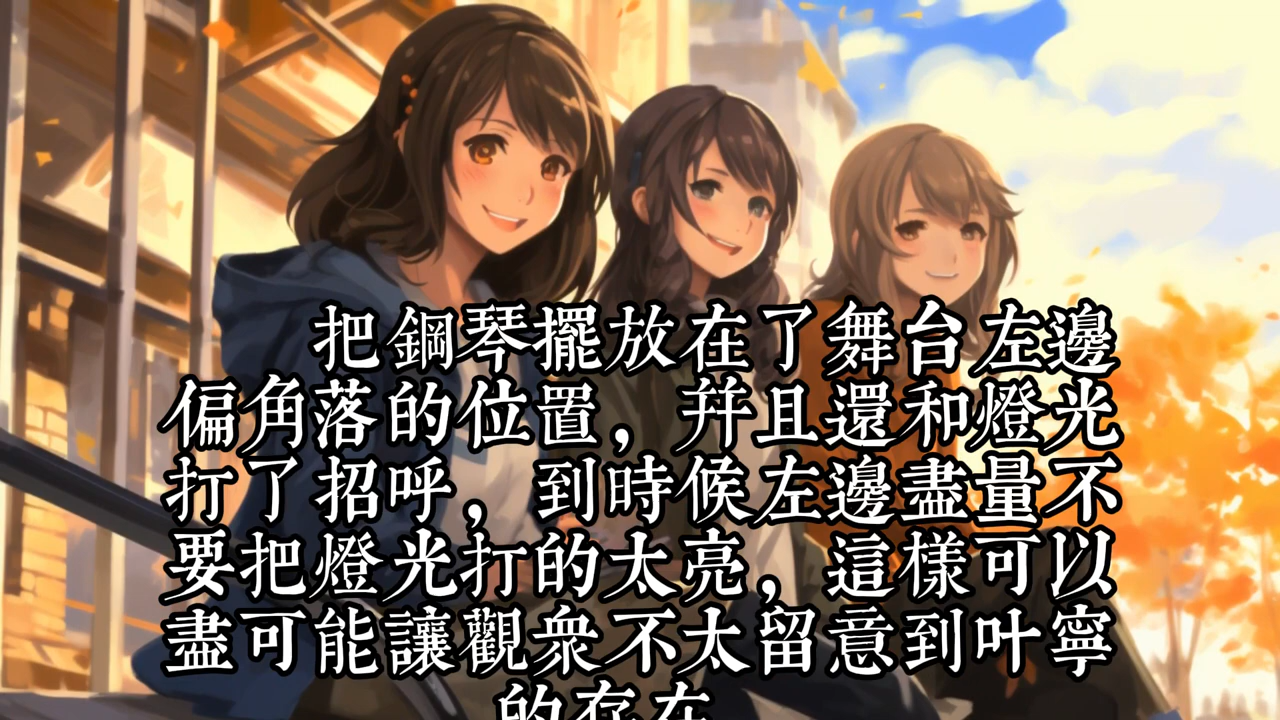 把鋼琴擺放在了舞台左邊
偏角落的位置，并且還和燈光
打了招呼，到時候左邊盡量不
要把燈光打的太亮，這樣可以
盡可能讓觀衆不太留意到叶寧
的存在